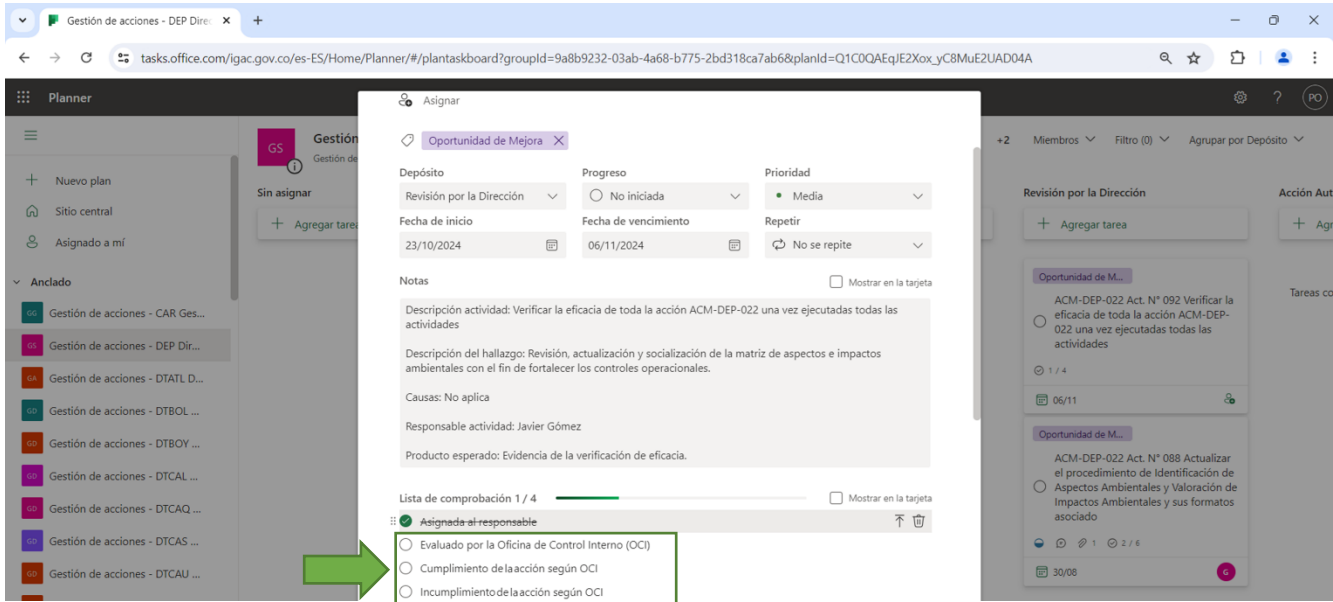 Gestión de acciones - DEP Direc
tasks.office.com/igac.gov.co/es-ES/Home/Planner/#/plantaskboard?groupId=9a8b9232-03ab-4a68-b775-2bd318ca7ab6&planId=Q1C0QAEqJE2Xox_yC8MuE2UAD04A
Planner
PO
Nuevo plan
Sitio central
Asignado a mí
Anclado
GG Gestión de acciones - CAR Ges...
GS Gestión de acciones - DEP Dir...
GA Gestión de acciones - DTATL D...
GD Gestión de acciones - DTBOL ...
GD Gestión de acciones - DTBOY ...
GD Gestión de acciones - DTCAL ...
GD Gestión de acciones - DTCAQ ...
GD Gestión de acciones - DTCAS ...
GD Gestión de acciones - DTCAU ...
GS
Gestión
Gestión de
Sin asignar
Agregar tarea
Asignar
Oportunidad de Mejora
Depósito Progreso Prioridad
Revisión por la Dirección No iniciada Media
Fecha de inicio Fecha de vencimiento Repetir
23/10/2024 06/11/2024 No se repite
Notas Mostrar en la tarjeta
Descripción actividad: Verificar la eficacia de toda la acción ACM-DEP-022 una vez ejecutadas todas las
actividades
Descripción del hallazgo: Revisión, actualización y socialización de la matriz de aspectos e impactos
ambientales con el fin de fortalecer los controles operacionales.
Causas: No aplica
Responsable actividad: Javier Gómez
Producto esperado: Evidencia de la verificación de eficacia.
Lista de comprobación 1 / 4 Mostrar en la tarjeta
Asignada al responsable
Evaluado por la Oficina de Control Interno (OCI)
Cumplimiento de la acción según OCI
Incumplimiento de la acción según OCI
+2 Miembros Filtro (0) Agrupar por Depósito
Revisión por la Dirección
Agregar tarea
Oportunidad de M...
ACM-DEP-022 Act. N° 092 Verificar la
eficacia de toda la acción ACM-DEP-
022 una vez ejecutadas todas las
actividades
1 / 4
06/11
Oportunidad de M...
ACM-DEP-022 Act. N° 088 Actualizar
el procedimiento de Identificación de
Aspectos Ambientales y Valoración de
Impactos Ambientales y sus formatos
asociado
1 2 / 6
30/08 G
Acción Aut
Agr
Tareas co